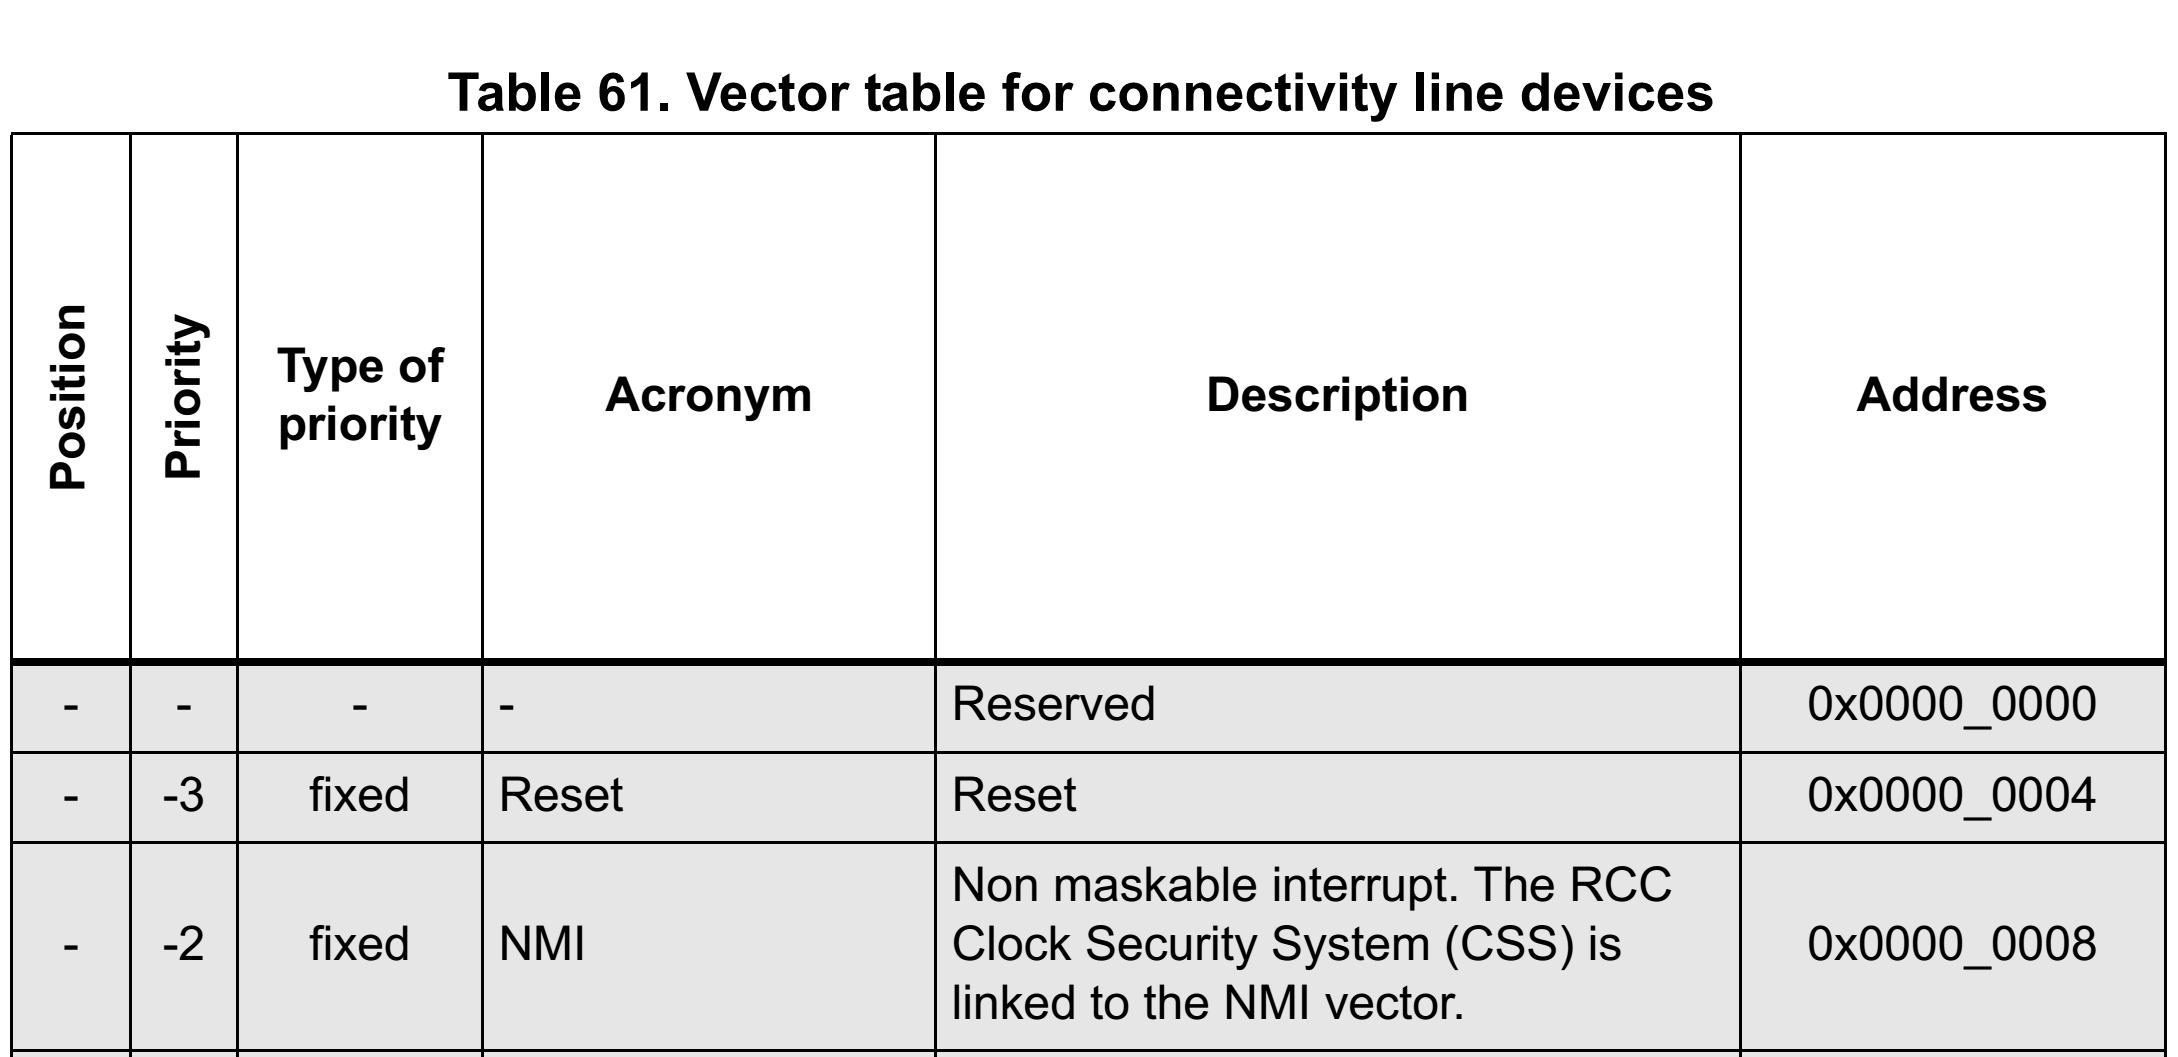 Table 61. Vector table for connectivity line devices
Position Priority Type of priority Acronym Description Address
- - - - Reserved 0x0000_0000
- -3 fixed Reset Reset 0x0000_0004
- -2 fixed NMI Non maskable interrupt. The RCC
Clock Security System (CSS) is
linked to the NMI vector. 0x0000_0008